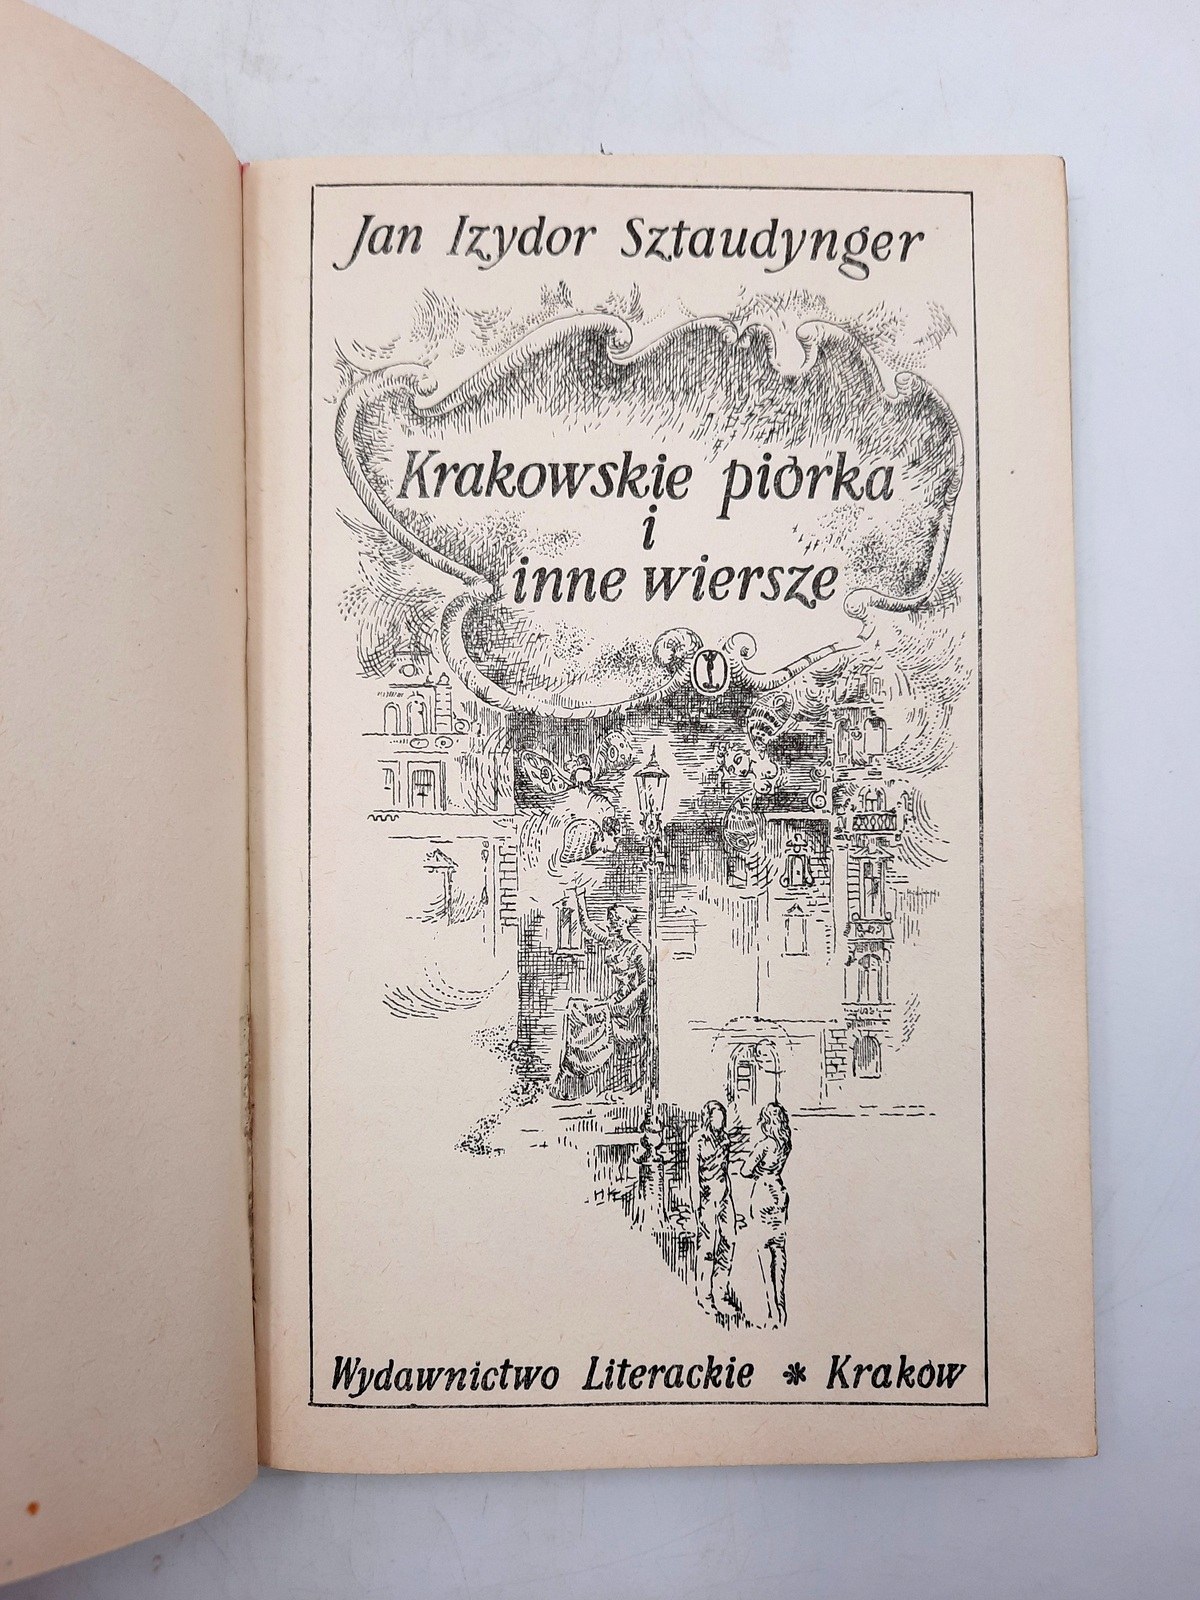 Jan Izydor Sztaudynger
Krakowskie piórka
i
inne wiersze
Wydawnictwo Literackie * Kraków